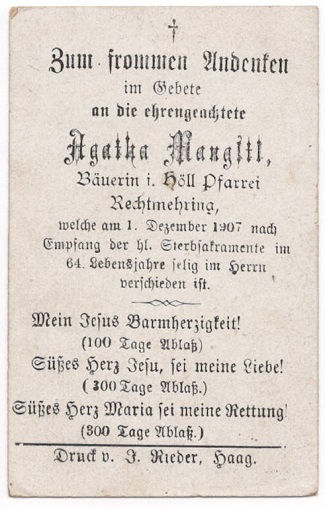 †
Zum frommen Andenken
im Gebete
an die ehrengeachtete
Agatha Mangstl,
Bäuerin i. Höll Pfarrei
Rechtmehring,
welche am 1. Dezember 1907 nach
Empfang der hl. Sterbsakramente im
64. Lebensjahre selig im Herrn
verschieden ist.
Mein Jesus Barmherzigkeit!
(100 Tage Ablaß)
Süßes Herz Jesu, sei meine Liebe!
(300 Tage Ablaß.)
Süßes Herz Maria sei meine Rettung!
(300 Tage Ablaß.)
Druck v. J. Rieder, Haag.